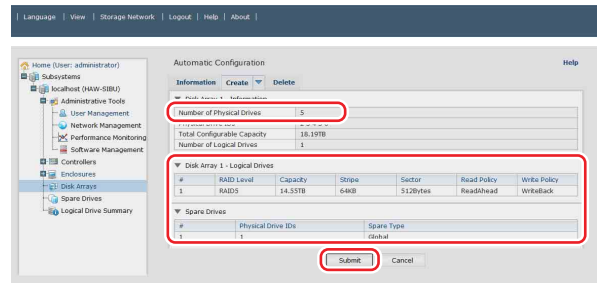 | Language | View | Storage Network | Logout | Help | About |
Home (User: administrator)
Subsystems
localhost (HAW-SIBU)
Administrative Tools
User Management
Network Management
Performance Monitoring
Software Management
Controllers
Enclosures
Disk Arrays
Spare Drives
Logical Drive Summary
Automatic Configuration
Help
Information Create Delete
Disk Array 1 - Information
Number of Physical Drives 5
Total Configurable Capacity 18.19TB
Number of Logical Drives 1
Disk Array 1 - Logical Drives
# RAID Level Capacity Stripe Sector Read Policy Write Policy
1 RAID5 14.55TB 64KB 512Bytes ReadAhead WriteBack
Spare Drives
# Physical Drive IDs Spare Type
1 1 Global
Submit Cancel